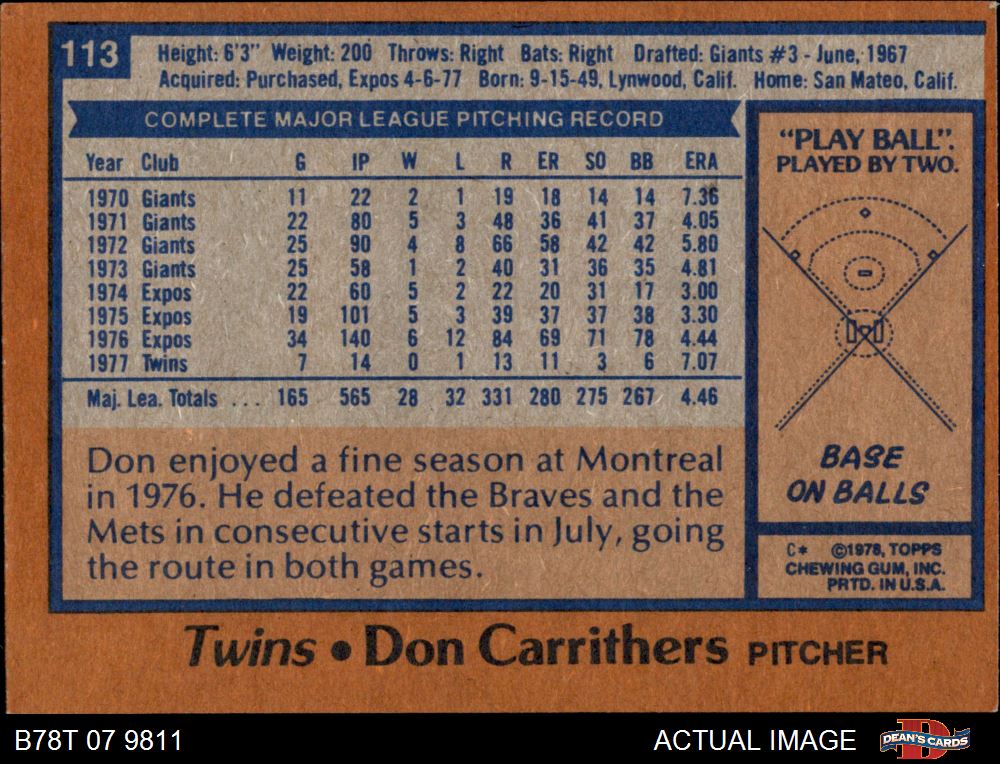 113
Height: 6'3" Weight: 200 Throws: Right Bats: Right Drafted: Giants #3 - June, 1967
Acquired: Purchased, Expos 4-6-77 Born: 9-15-49, Lynwood, Calif. Home: San Mateo, Calif.
COMPLETE MAJOR LEAGUE PITCHING RECORD
Year Club G IP W L R ER SO BB ERA
1970 Giants 11 22 2 1 19 18 14 14 7.36
1971 Giants 22 80 5 3 48 36 41 37 4.05
1972 Giants 25 90 4 8 66 58 42 42 5.80
1973 Giants 25 58 1 2 40 31 36 35 4.81
1974 Expos 22 60 5 2 22 20 31 17 3.00
1975 Expos 19 101 5 3 39 37 37 38 3.30
1976 Expos 34 140 6 12 84 69 71 78 4.44
1977 Twins 7 14 0 1 13 11 3 6 7.07
Maj. Lea. Totals ... 165 565 28 32 331 280 275 267 4.46
Don enjoyed a fine season at Montreal
in 1976. He defeated the Braves and the
Mets in consecutive starts in July, going
the route in both games.
"PLAY BALL":
PLAYED BY TWO.
BASE
ON BALLS
C* ©1978, TOPPS
CHEWING GUM, INC.
PRTD. IN U.S.A.
Twins • Don Carrithers PITCHER
B78T 07 9811
ACTUAL IMAGE
D
DEAN'S CARDS